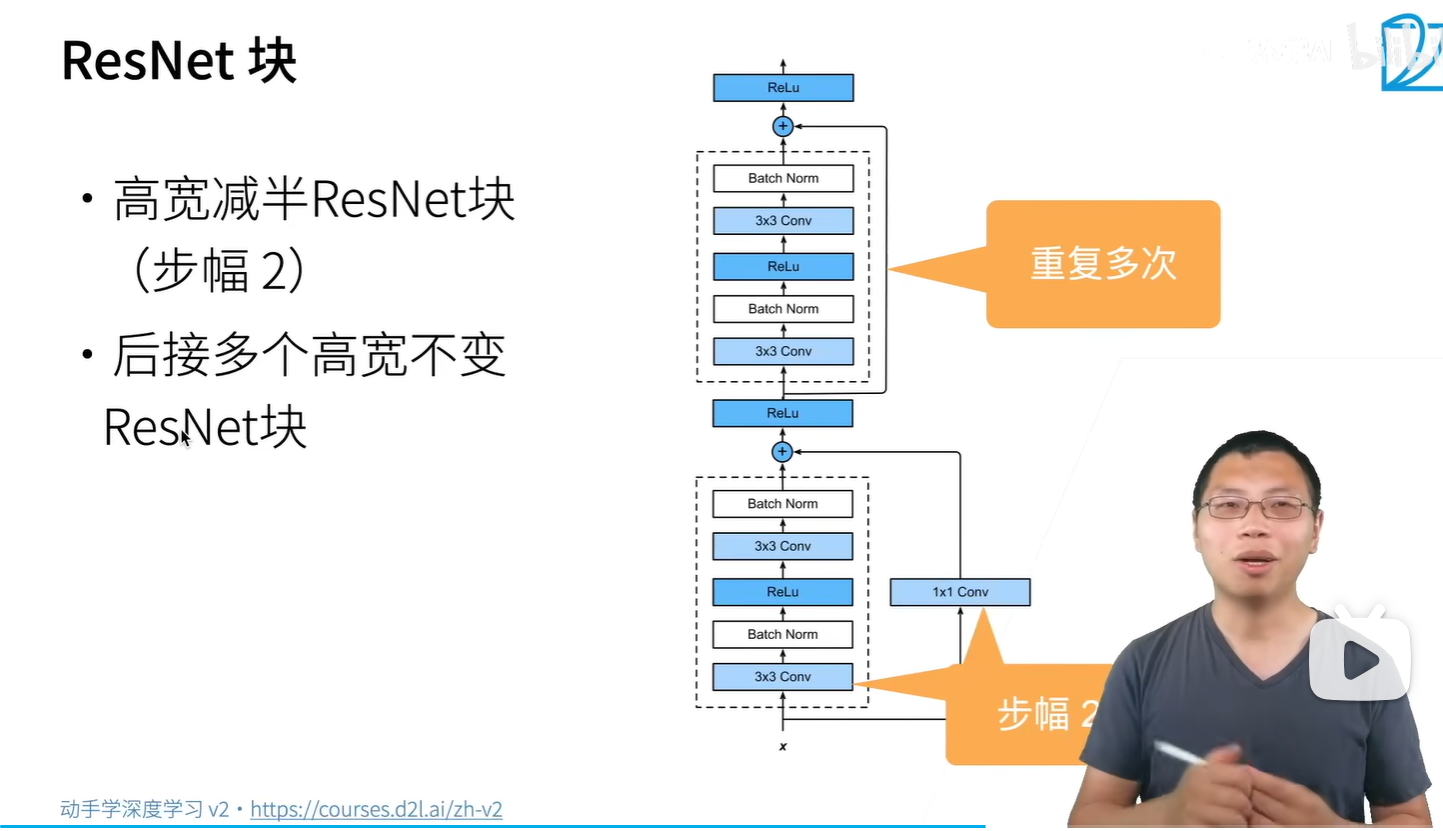 ResNet 块
• 高宽减半ResNet块
（步幅 2）
• 后接多个高宽不变
ResNet块
ReLu
+
Batch Norm
3x3 Conv
ReLu
Batch Norm
3x3 Conv
重复多次
ReLu
+
Batch Norm
3x3 Conv
ReLu
Batch Norm
3x3 Conv
1x1 Conv
步幅 2
x
动手学深度学习 v2 • https://courses.d2l.ai/zh-v2